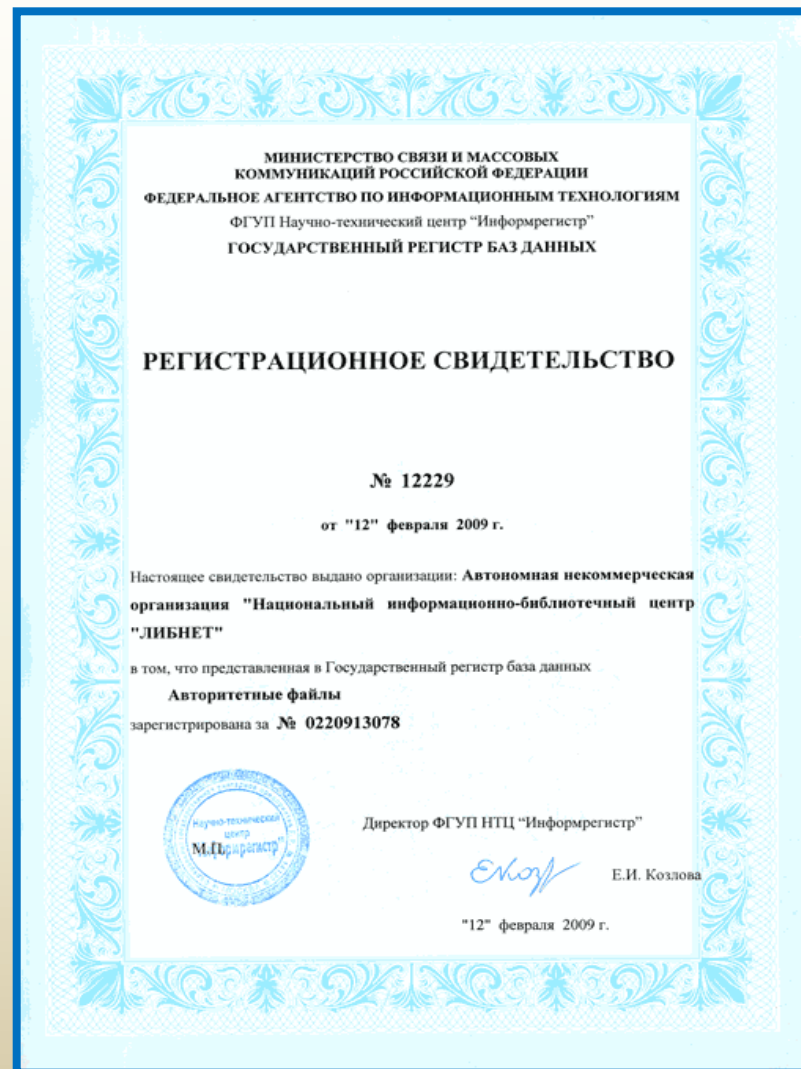 МИНИСТЕРСТВО СВЯЗИ И МАССОВЫХ
КОММУНИКАЦИЙ РОССИЙСКОЙ ФЕДЕРАЦИИ
ФЕДЕРАЛЬНОЕ АГЕНТСТВО ПО ИНФОРМАЦИОННЫМ ТЕХНОЛОГИЯМ
ФГУП Научно-технический центр “Информрегистр”
ГОСУДАРСТВЕННЫЙ РЕГИСТР БАЗ ДАННЫХ
РЕГИСТРАЦИОННОЕ СВИДЕТЕЛЬСТВО
№ 12229
от "12" февраля 2009 г.
Настоящее свидетельство выдано организации: Автономная некоммерческая
организация "Национальный информационно-библиотечный центр
"ЛИБНЕТ"
в том, что представленная в Государственный регистр база данных
Авторитетные файлы
зарегистрирована за № 0220913078
Научно-технический
центр
"Информрегистр"
М.П.
Директор ФГУП НТЦ “Информрегистр”
Е.И. Козлова
"12" февраля 2009 г.